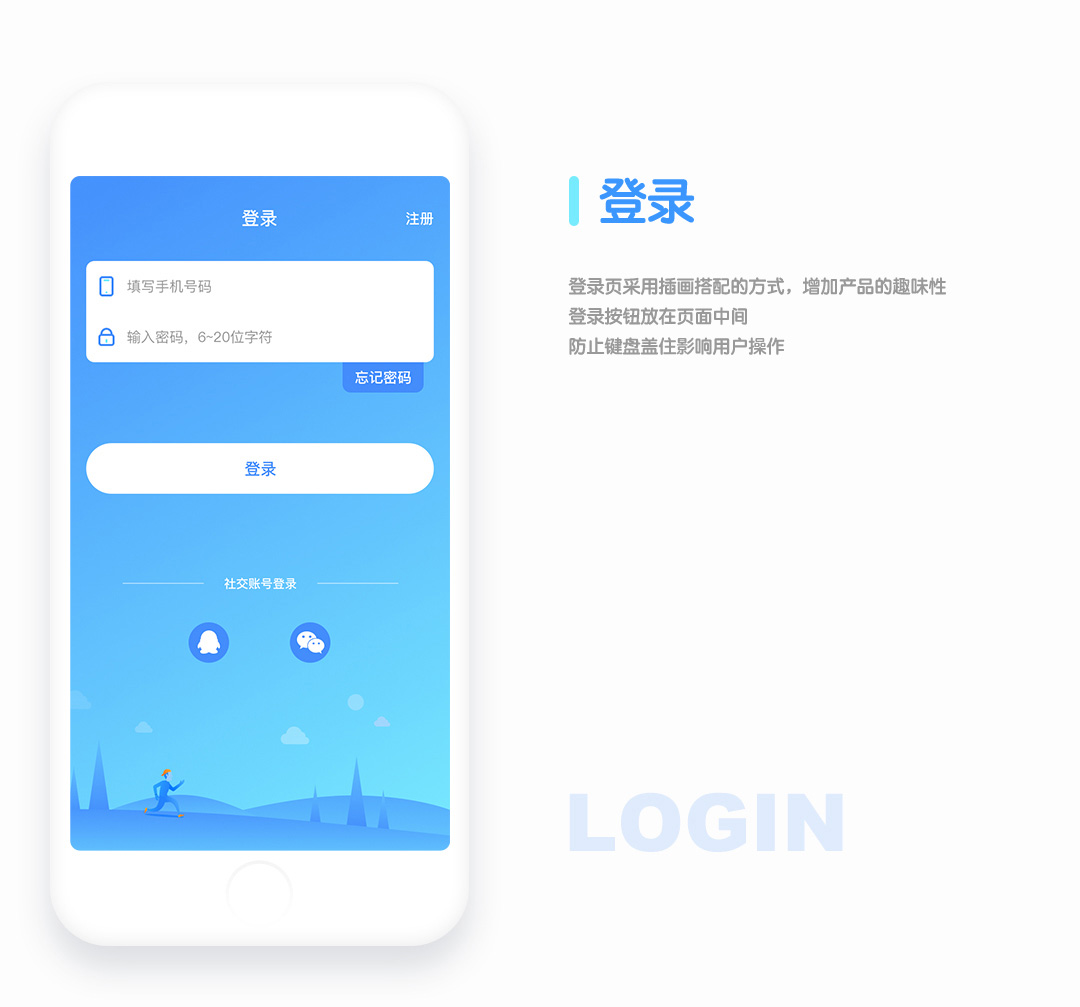 登录
注册
填写手机号码
输入密码，6~20位字符
忘记密码
登录
社交账号登录
登录
登录页采用插画搭配的方式，增加产品的趣味性
登录按钮放在页面中间
防止键盘盖住影响用户操作
LOGIN